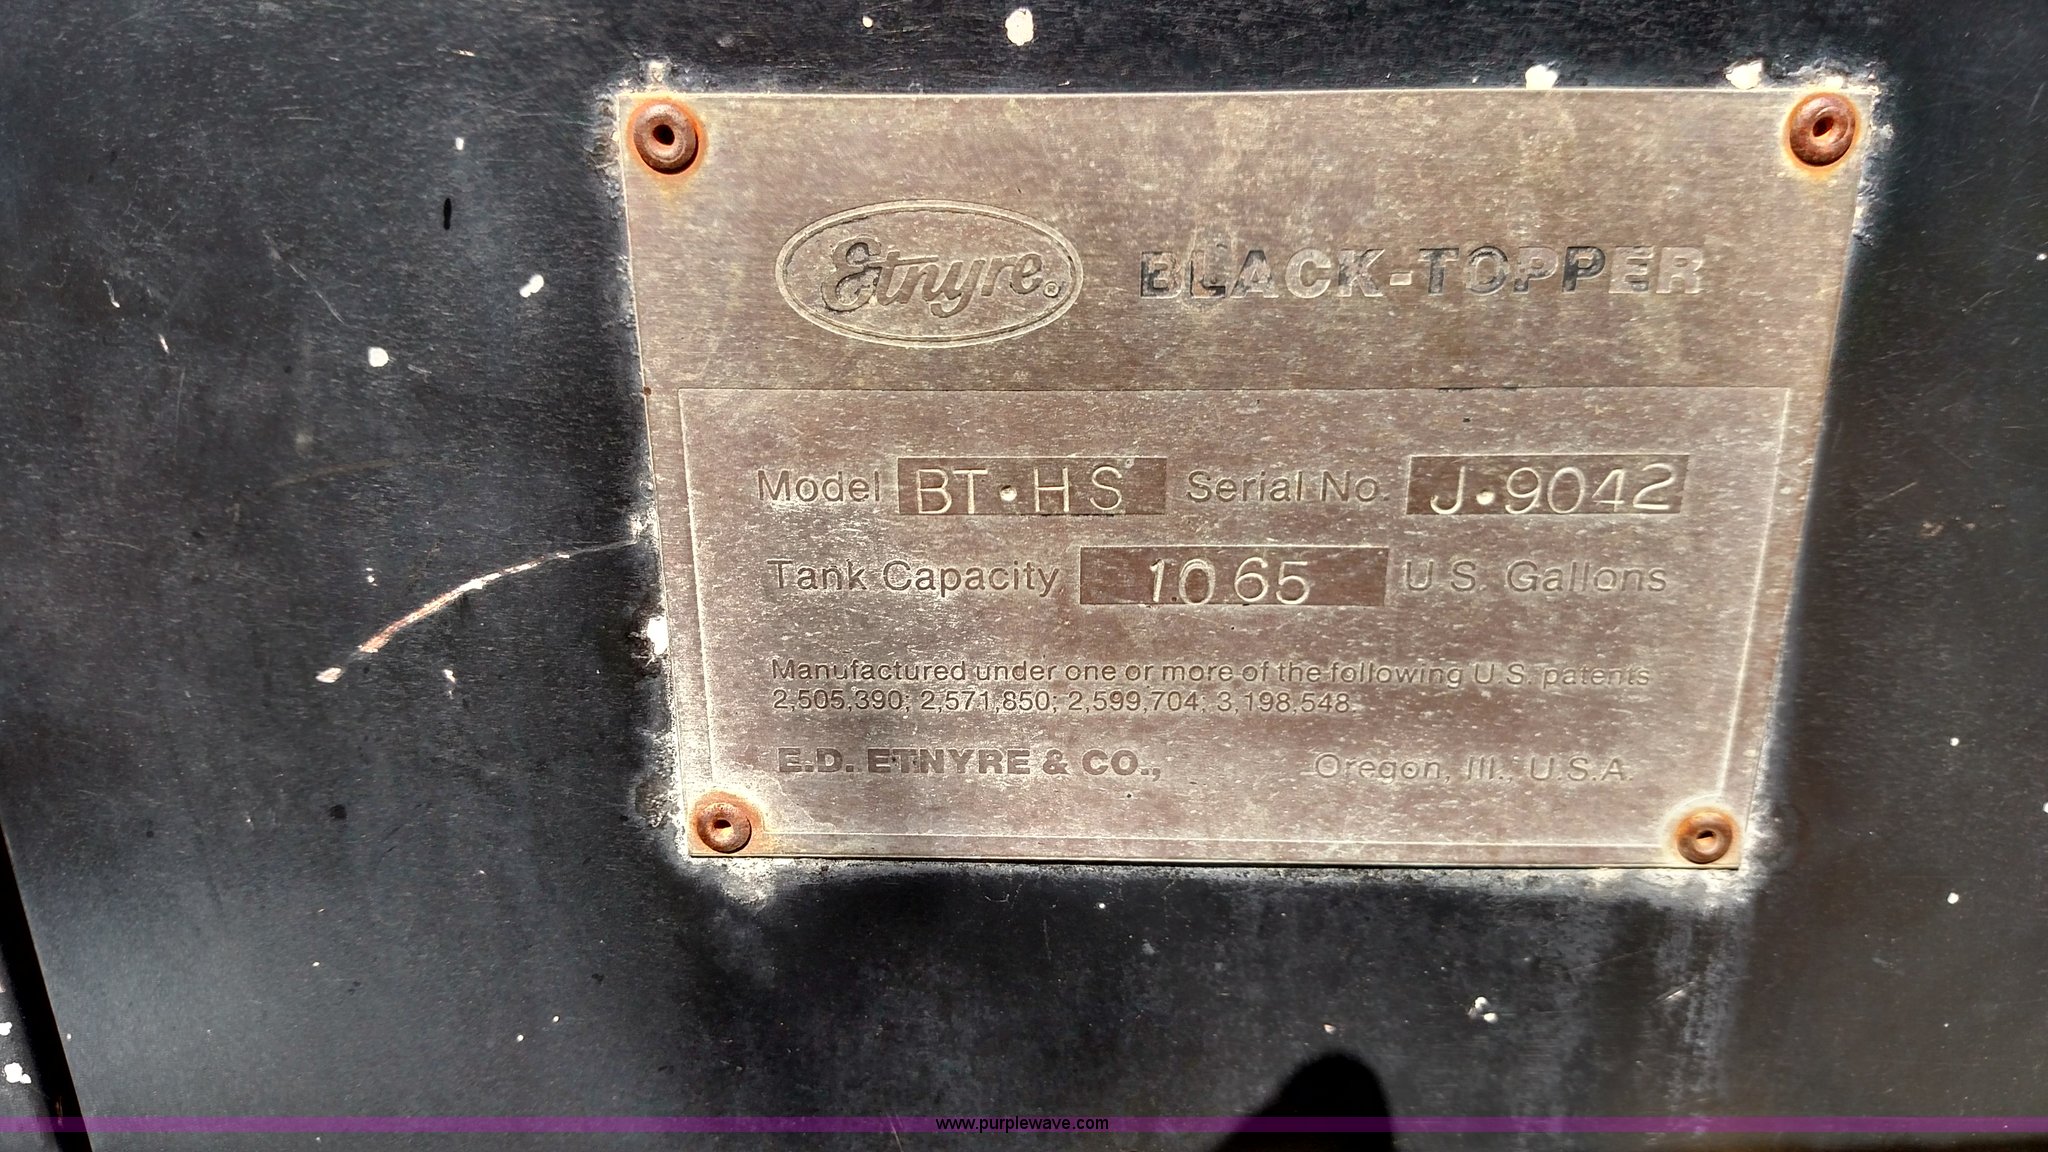 Etnyre® BLACK-TOPPER
Model BT·HS Serial No. J·9042
Tank Capacity 1065 U.S. Gallons
Manufactured under one or more of the following U.S. patents
2,505,390; 2,571,850; 2,599,704; 3,198,548.
E.D. ETNYRE & CO., Oregon, Ill., U.S.A.
www.purplewave.com